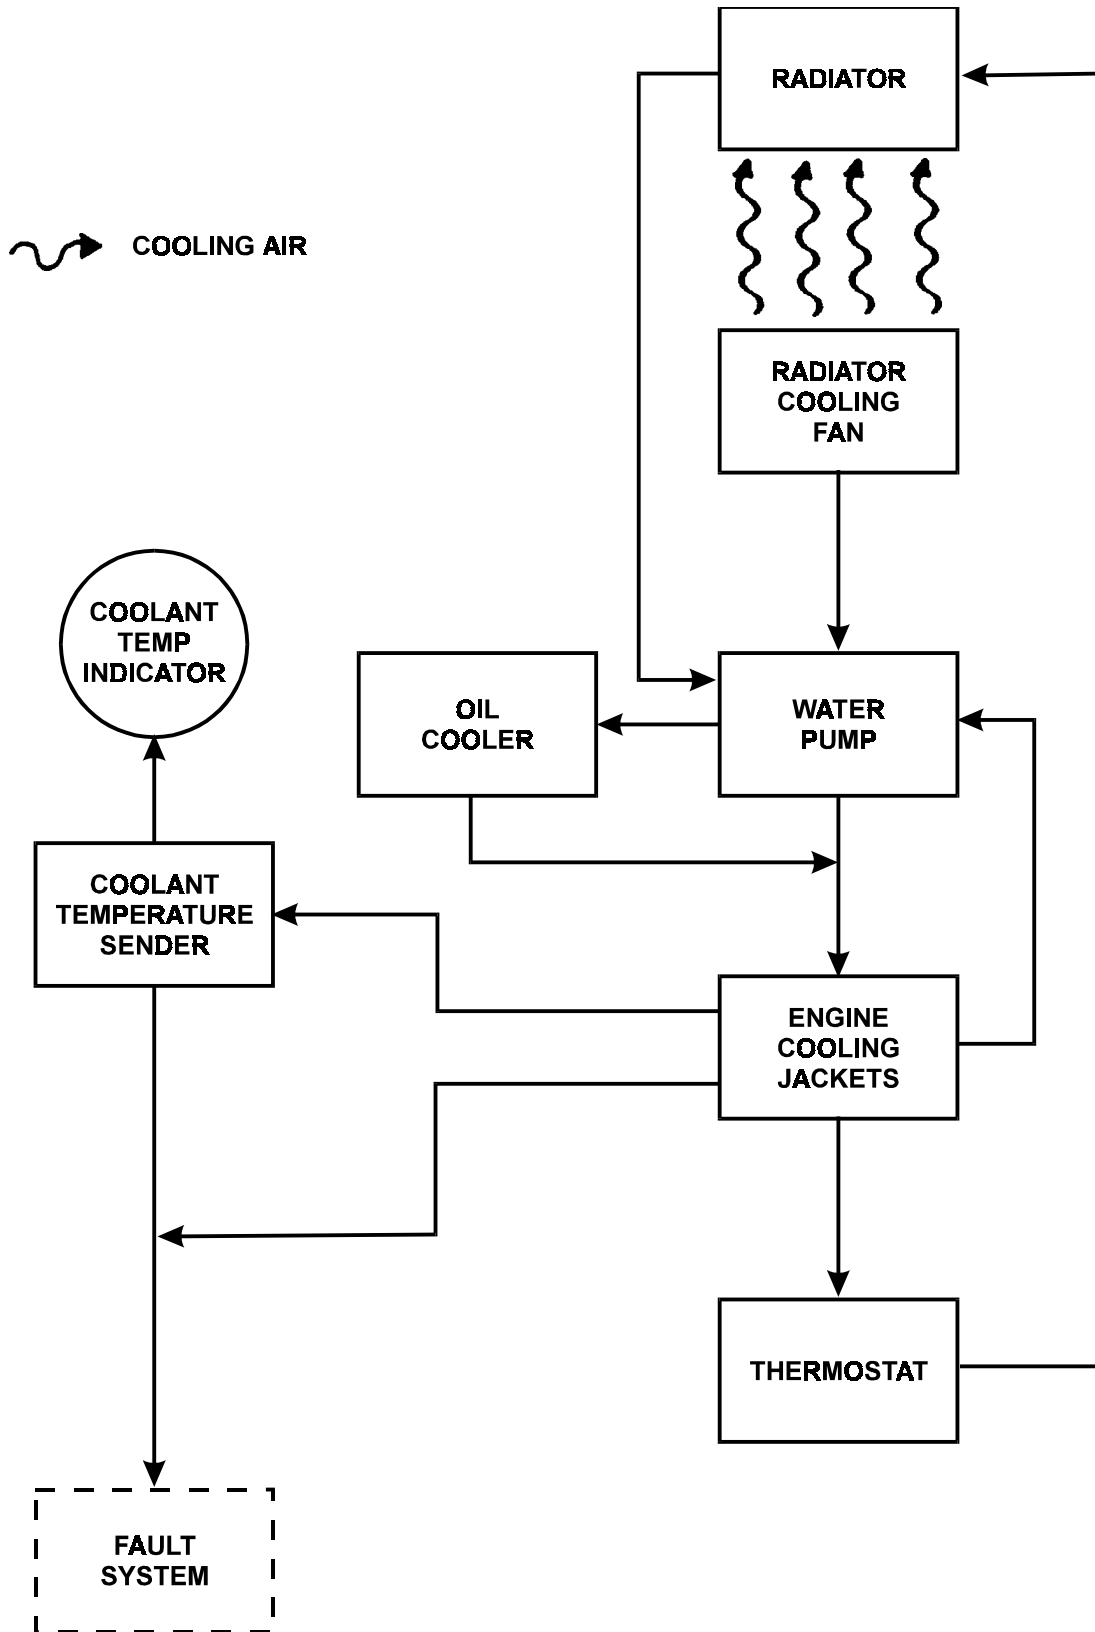 RADIATOR
COOLING AIR
RADIATOR
COOLING
FAN
COOLANT
TEMP
INDICATOR
OIL
COOLER
WATER
PUMP
COOLANT
TEMPERATURE
SENDER
ENGINE
COOLING
JACKETS
THERMOSTAT
FAULT
SYSTEM